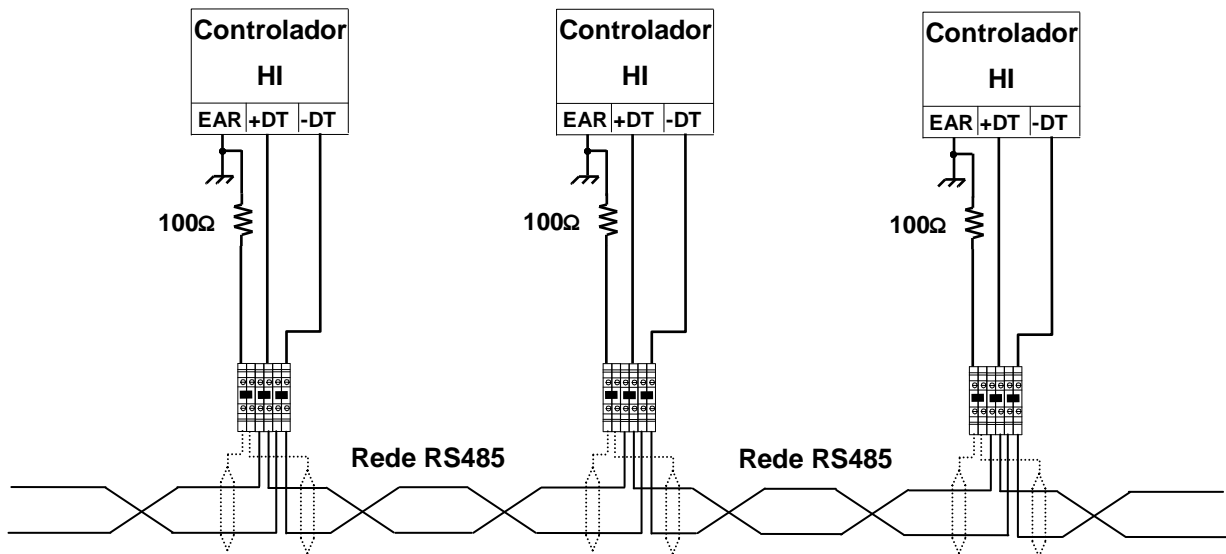 Controlador
HI
EAR +DT -DT
100Ω
Controlador
HI
EAR +DT -DT
100Ω
Controlador
HI
EAR +DT -DT
100Ω
Rede RS485
Rede RS485